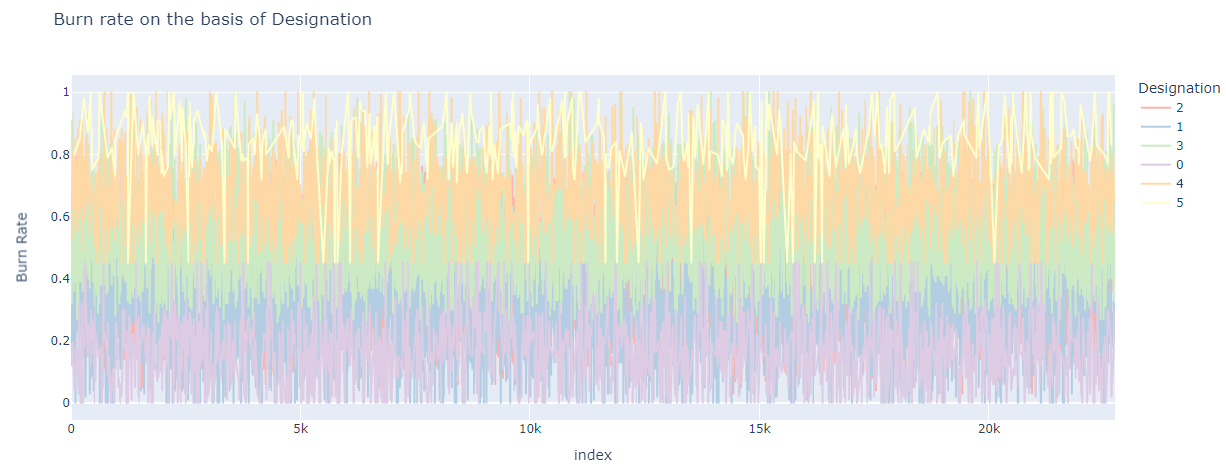 Burn rate on the basis of Designation
Designation
2
1
3
0
4
5
1
0.8
0.6
0.4
0.2
0
Burn Rate
0
5k
10k
15k
20k
index